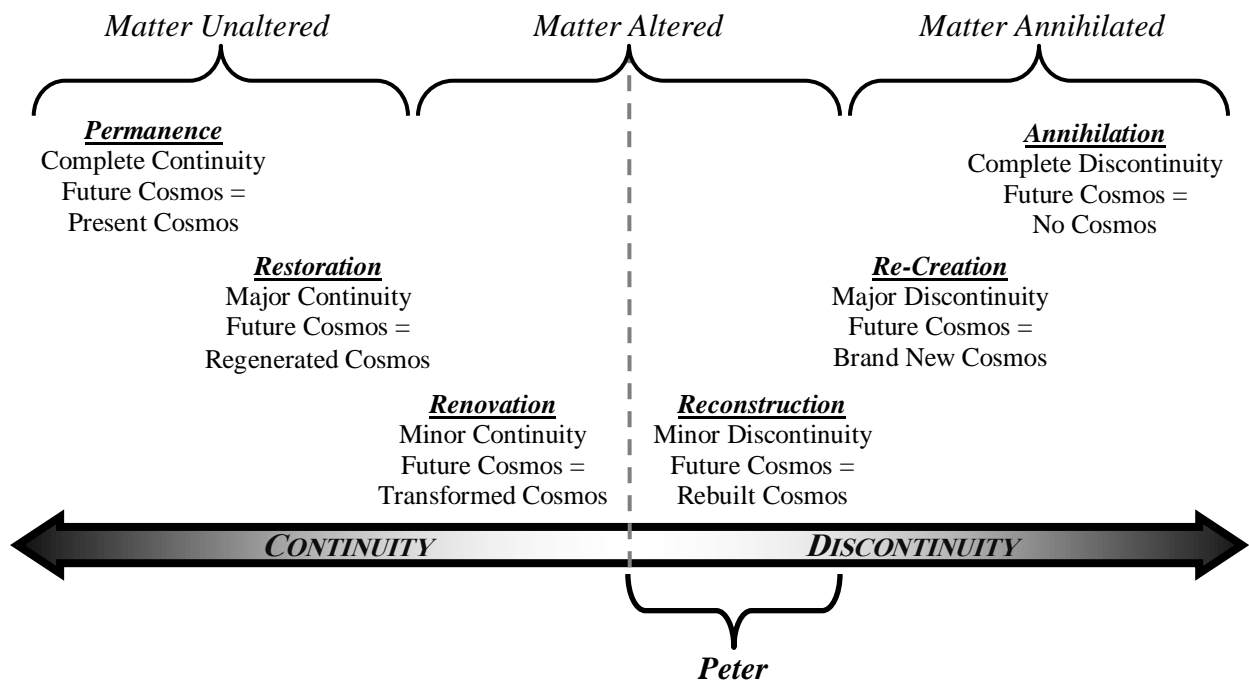 Matter Unaltered
Matter Altered
Matter Annihilated
Permanence
Complete Continuity
Future Cosmos =
Present Cosmos
Annihilation
Complete Discontinuity
Future Cosmos =
No Cosmos
Restoration
Major Continuity
Future Cosmos =
Regenerated Cosmos
Re-Creation
Major Discontinuity
Future Cosmos =
Brand New Cosmos
Renovation
Minor Continuity
Future Cosmos =
Transformed Cosmos
Reconstruction
Minor Discontinuity
Future Cosmos =
Rebuilt Cosmos
CONTINUITY
DISCONTINUITY
Peter